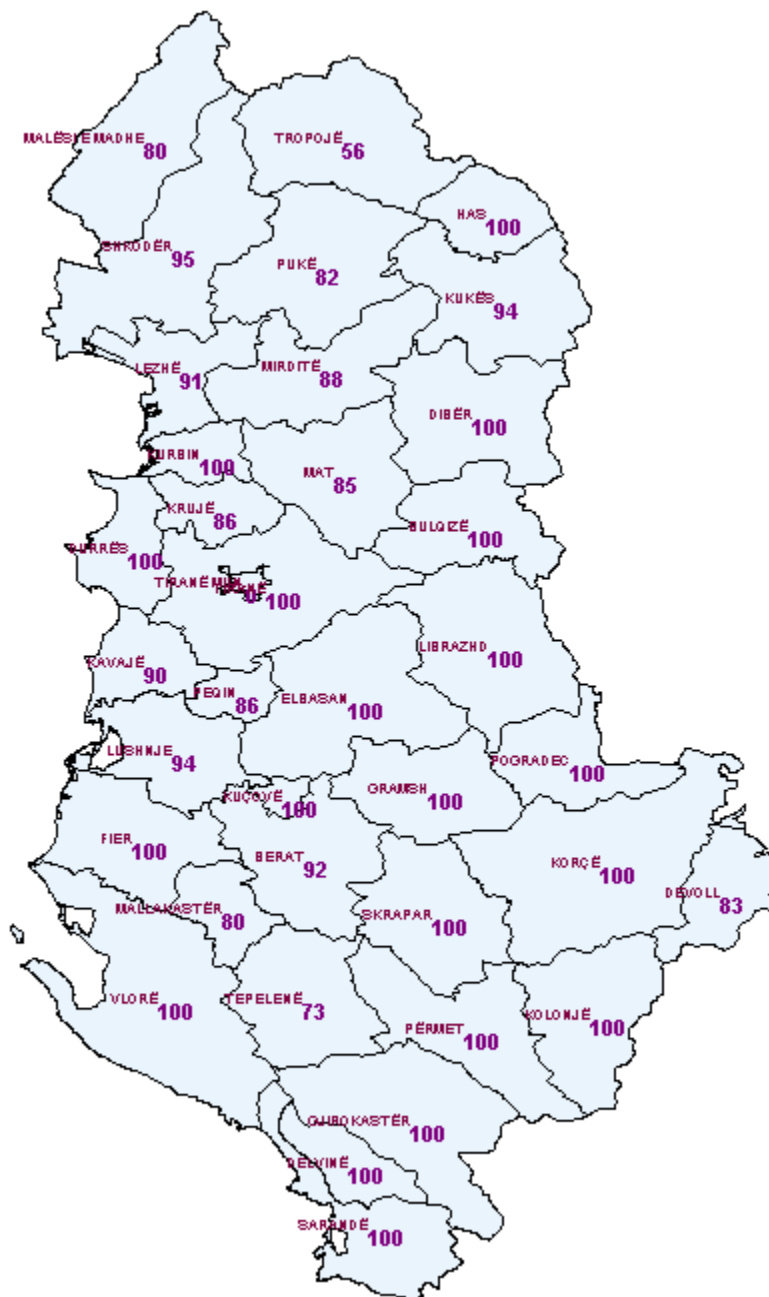 MALËSI E MADHE 80
TROPOJË 56
HAS 100
SHKODËR 95
PUKË 82
KUKËS 94
LEZHË 91
MIRDITË 88
DIBËR 100
KURBIN 100
MAT 85
KRUJË 86
BULQIZË 100
DURRËS 100
TIRANË 0 100
LIBRAZHD 100
KAVAJË 90
PEQIN 86
ELBASAN 100
LUSHNJE 94
POGRADEC 100
KUÇOVË 100
GRAMSH 100
FIER 100
BERAT 92
KORÇË 100
DEVOLL 83
MALLAKASTËR 80
SKRAPAR 100
VLORË 100
TEPELENË 73
PËRMET 100
KOLONJË 100
GJIROKASTËR 100
DELVINË 100
SARANDË 100